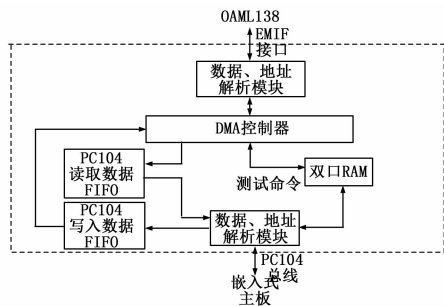 OAML138
EMIF
接口
数据、地址
解析模块
DMA控制器
PC104
读取数据
FIFO
测试命令
双口RAM
PC104
写入数据
FIFO
数据、地址
解析模块
PC104
总线
嵌入式
主板